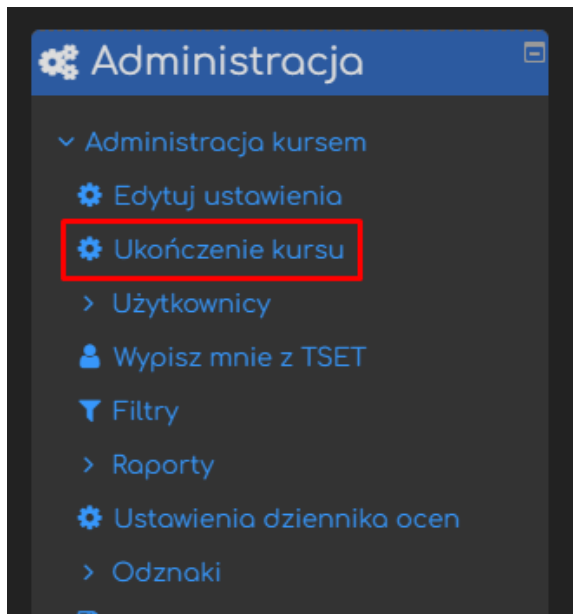 Administracja
Administracja kursem
Edytuj ustawienia
Ukończenie kursu
Użytkownicy
Wypisz mnie z TSET
Filtry
Raporty
Ustawienia dziennika ocen
Odznaki